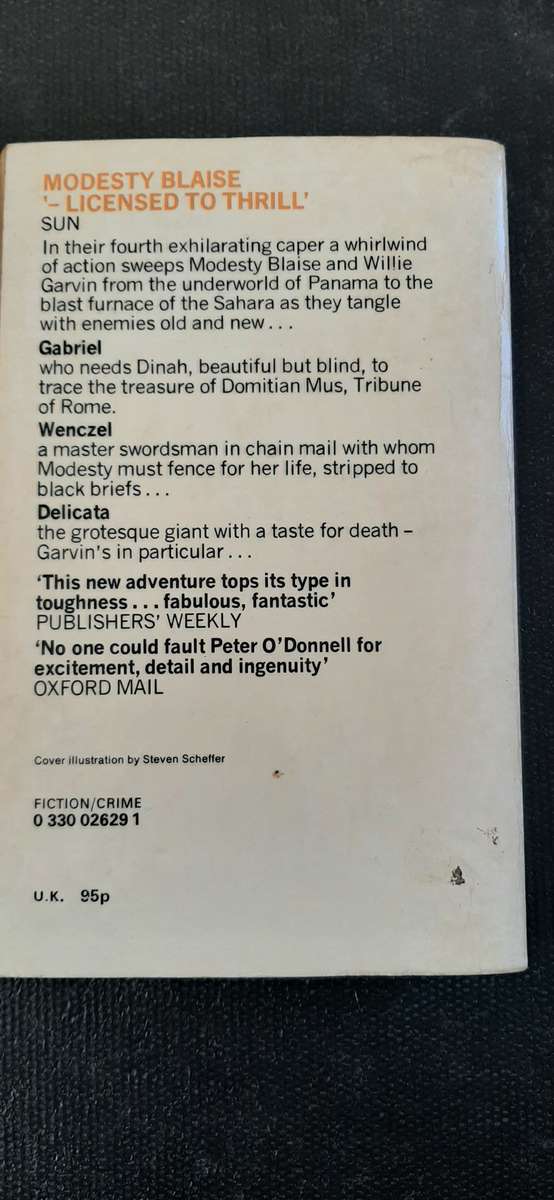 MODESTY BLAISE
'– LICENSED TO THRILL'
SUN
In their fourth exhilarating caper a whirlwind
of action sweeps Modesty Blaise and Willie
Garvin from the underworld of Panama to the
blast furnace of the Sahara as they tangle
with enemies old and new...
Gabriel
who needs Dinah, beautiful but blind, to
trace the treasure of Domitian Mus, Tribune
of Rome.
Wenczel
a master swordsman in chain mail with whom
Modesty must fence for her life, stripped to
black briefs...
Delicata
the grotesque giant with a taste for death –
Garvin's in particular...
'This new adventure tops its type in
toughness... fabulous, fantastic'
PUBLISHERS' WEEKLY
'No one could fault Peter O'Donnell for
excitement, detail and ingenuity'
OXFORD MAIL
Cover illustration by Steven Scheffer
FICTION/CRIME
0 330 02629 1
U.K. 95p